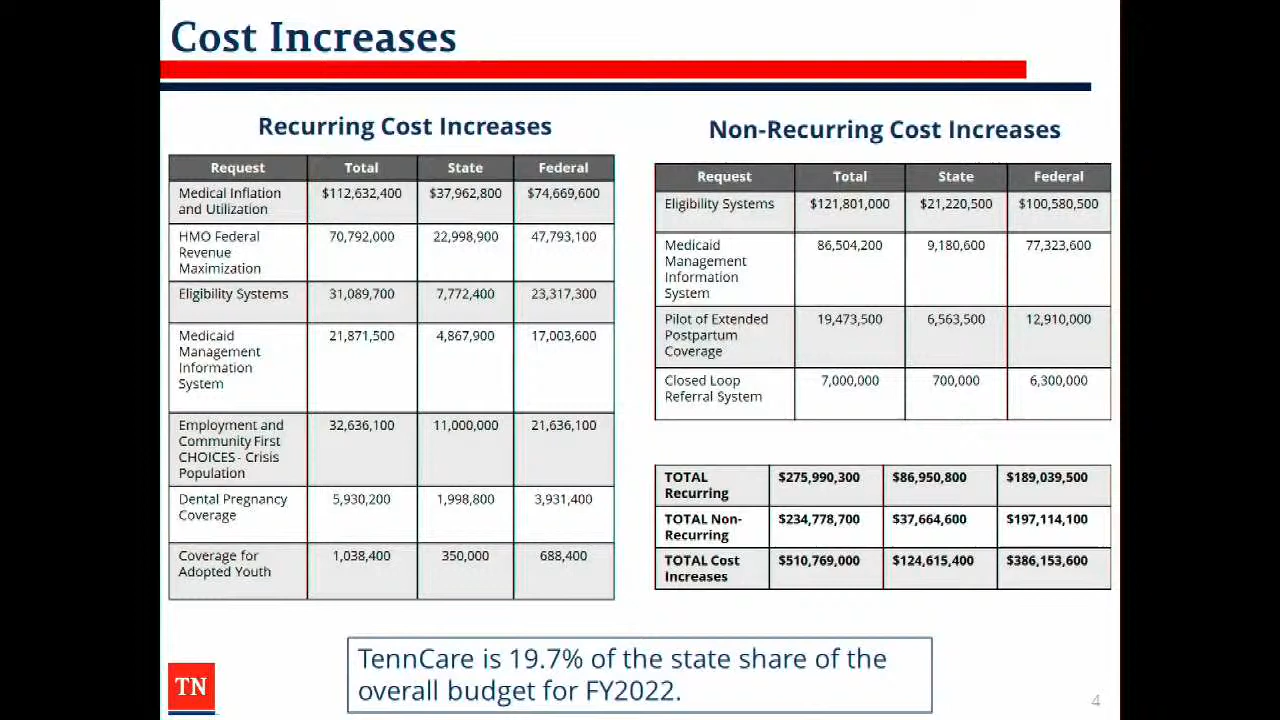 Cost Increases
Recurring Cost Increases
Request Total State Federal
Medical Inflation $112,632,400 $37,962,800 $74,669,600
and Utilization
HMO Federal 70,792,000 22,998,900 47,793,100
Revenue
Maximization
Eligibility Systems 31,089,700 7,772,400 23,317,300
Medicaid 21,871,500 4,867,900 17,003,600
Management
Information
System
Employment and 32,636,100 11,000,000 21,636,100
Community First
CHOICES - Crisis
Population
Dental Pregnancy 5,930,200 1,998,800 3,931,400
Coverage
Coverage for 1,038,400 350,000 688,400
Adopted Youth
Non-Recurring Cost Increases
Request Total State Federal
Eligibility Systems $121,801,000 $21,220,500 $100,580,500
Medicaid 86,504,200 9,180,600 77,323,600
Management
Information
System
Pilot of Extended 19,473,500 6,563,500 12,910,000
Postpartum
Coverage
Closed Loop 7,000,000 700,000 6,300,000
Referral System
TOTAL $275,990,300 $86,950,800 $189,039,500
Recurring
TOTAL Non- $234,778,700 $37,664,600 $197,114,100
Recurring
TOTAL Cost $510,769,000 $124,615,400 $386,153,600
Increases
TennCare is 19.7% of the state share of the
overall budget for FY2022.
TN
4